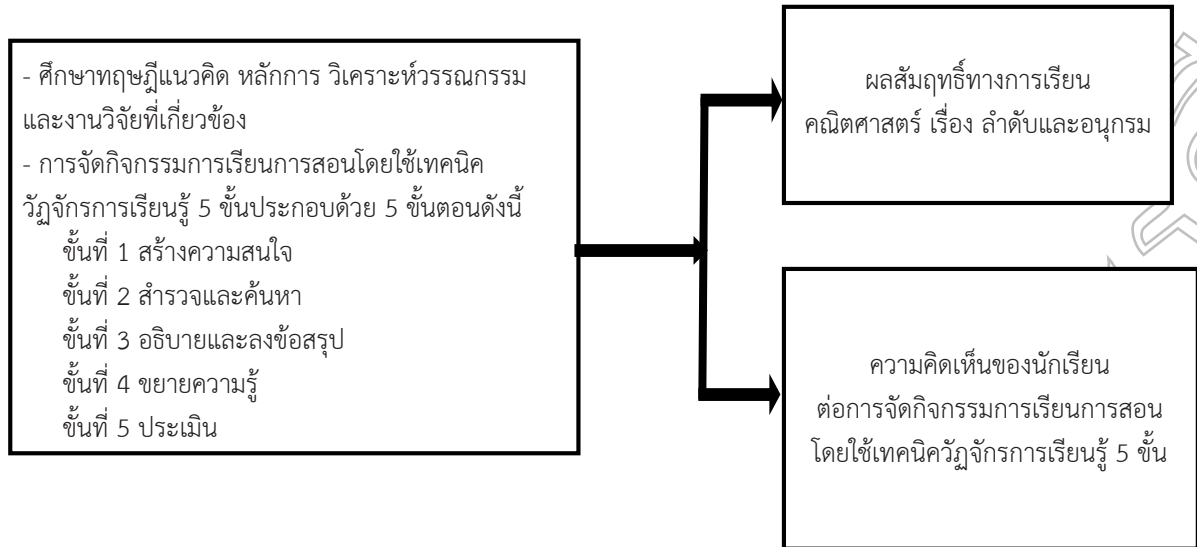 - ศึกษาทฤษฎีแนวคิด หลักการ วิเคราะห์วรรณกรรม
และงานวิจัยที่เกี่ยวข้อง
- การจัดกิจกรรมการเรียนการสอนโดยใช้เทคนิค
วัฏจักรการเรียนรู้ 5 ขั้นประกอบด้วย 5 ขั้นตอนดังนี้
ขั้นที่ 1 สร้างความสนใจ
ขั้นที่ 2 สำรวจและค้นหา
ขั้นที่ 3 อธิบายและลงข้อสรุป
ขั้นที่ 4 ขยายความรู้
ขั้นที่ 5 ประเมิน
ผลสัมฤทธิ์ทางการเรียน
คณิตศาสตร์ เรื่อง ลำดับและอนุกรม
ความคิดเห็นของนักเรียน
ต่อการจัดกิจกรรมการเรียนการสอน
โดยใช้เทคนิควัฏจักรการเรียนรู้ 5 ขั้น